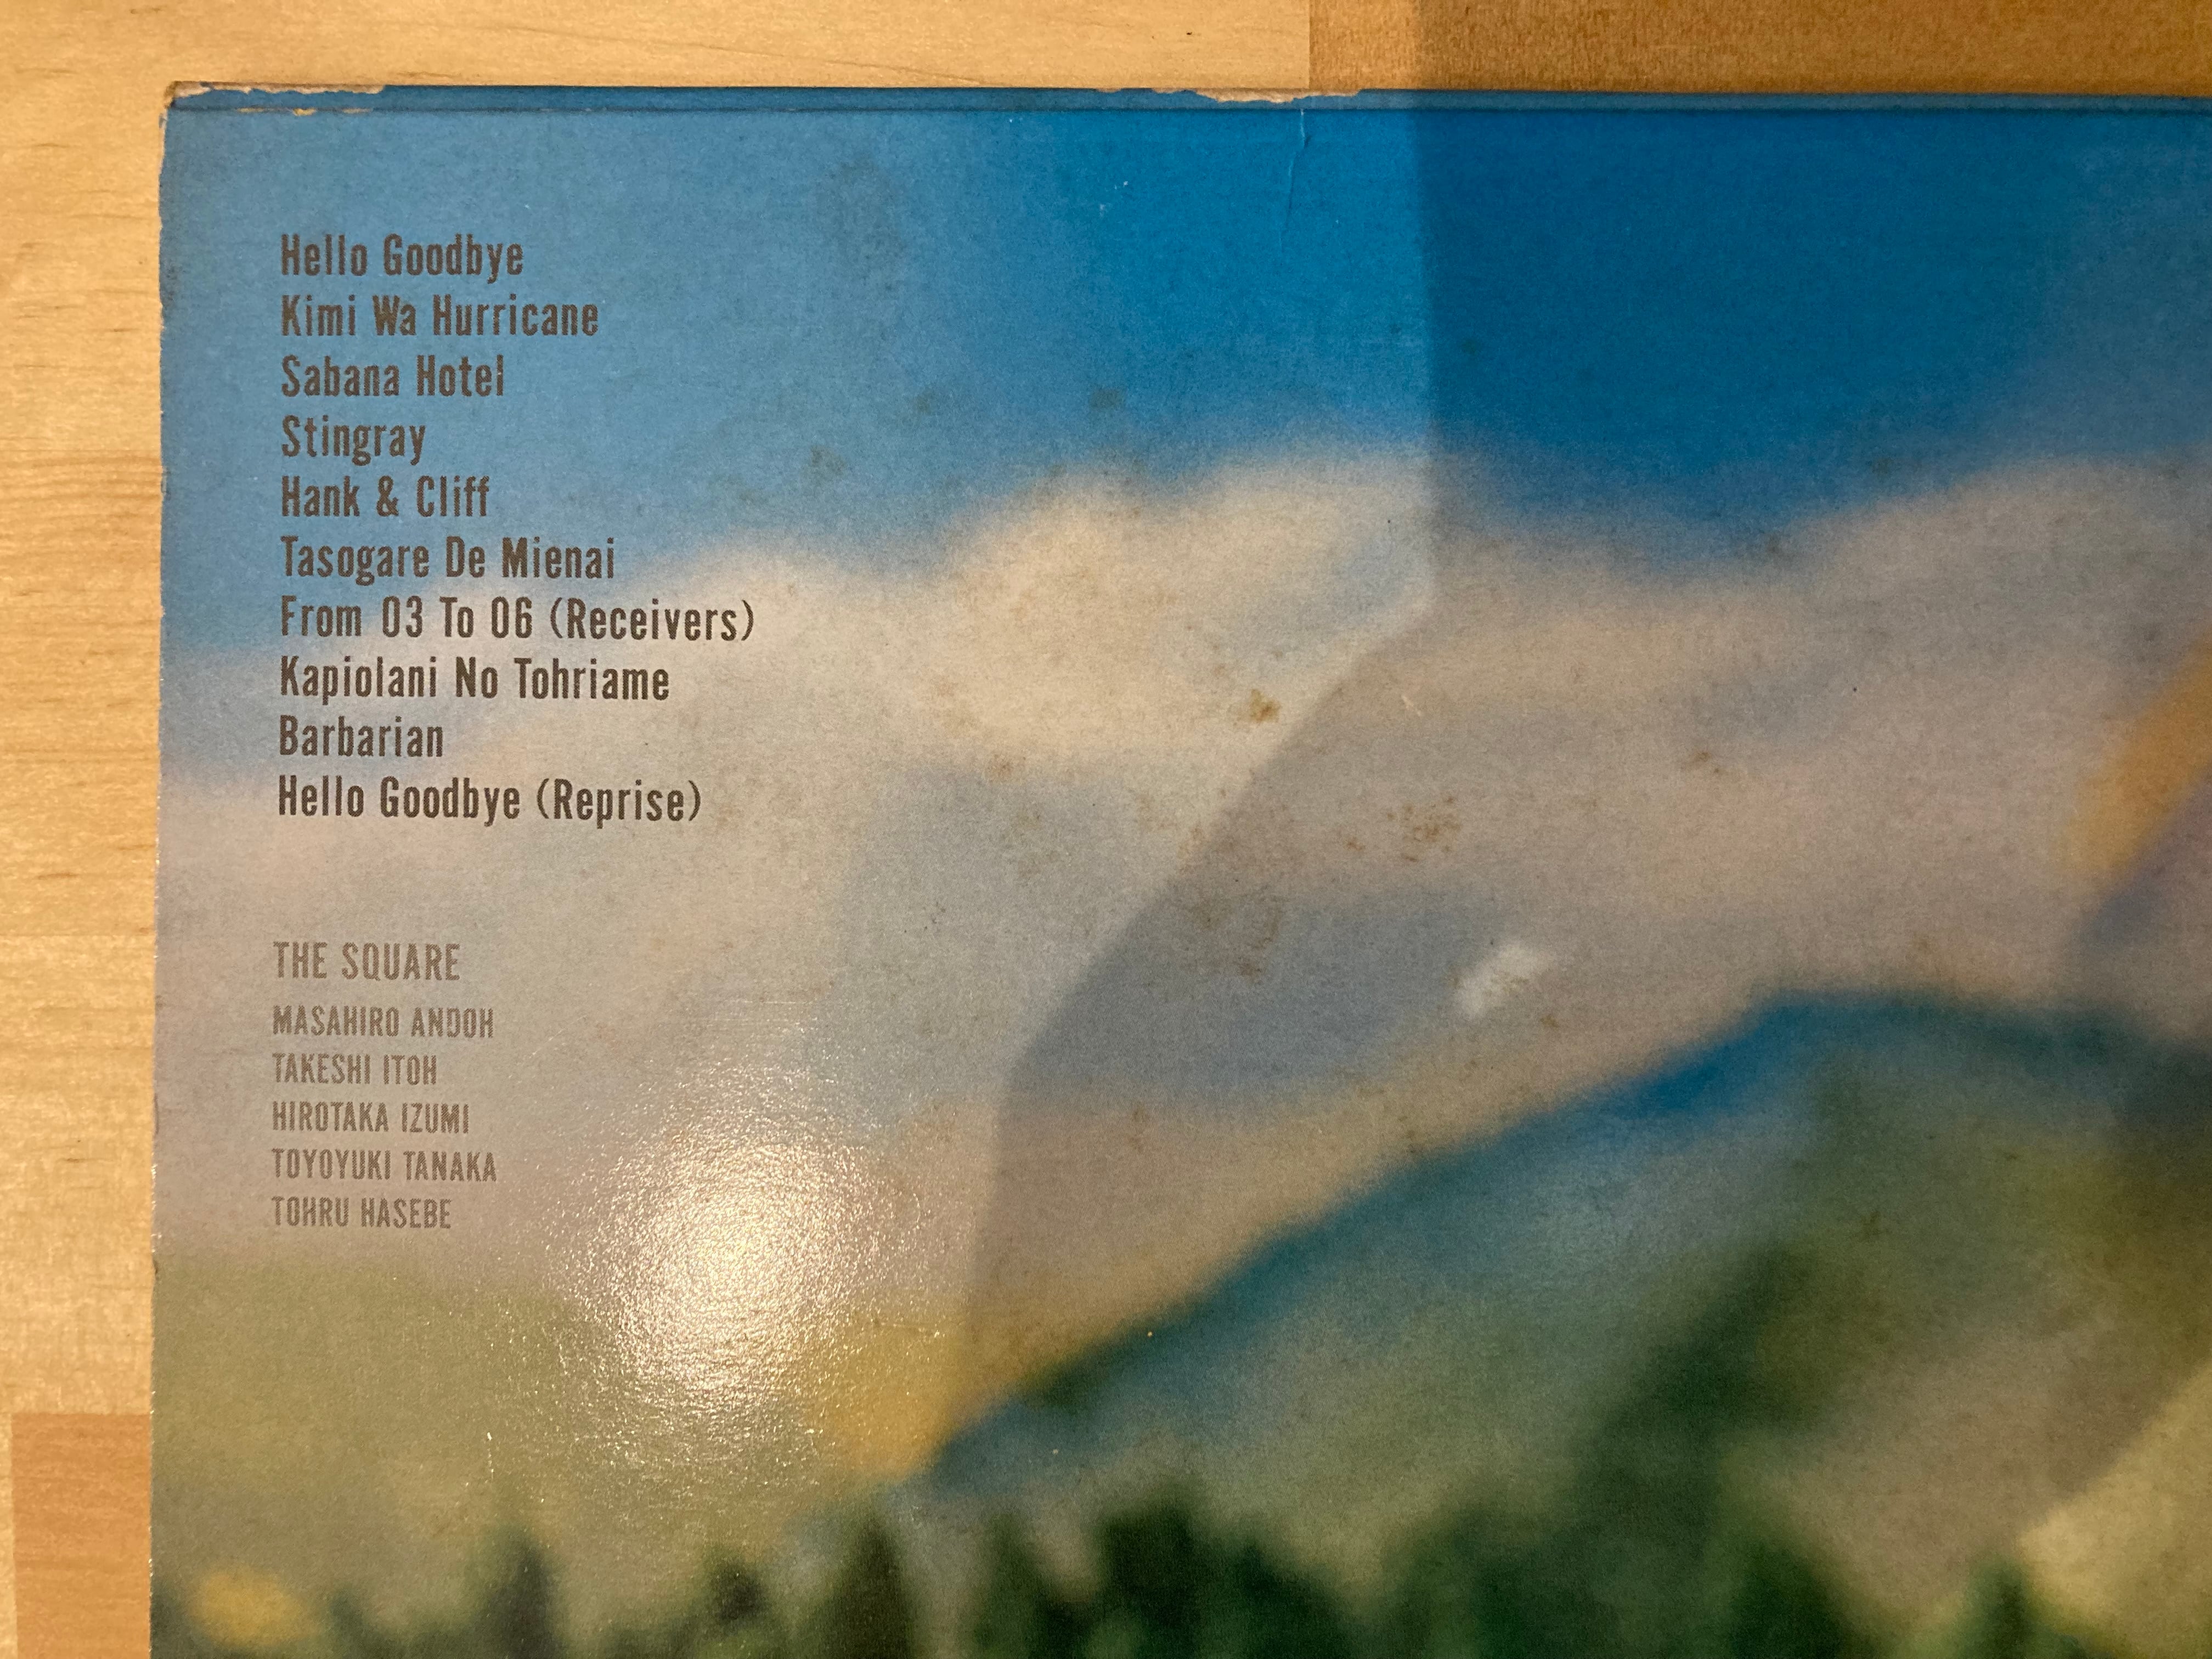 Hello Goodbye
Kimi Wa Hurricane
Sabana Hotel
Stingray
Hank & Cliff
Tasogare De Mienai
From 03 To 06 (Receivers)
Kapiolani No Tohriame
Barbarian
Hello Goodbye (Reprise)
THE SQUARE
MASAHIRO ANDOH
TAKESHI ITOH
HIROTAKA IZUMI
TOYOYUKI TANAKA
TOHRU HASEBE